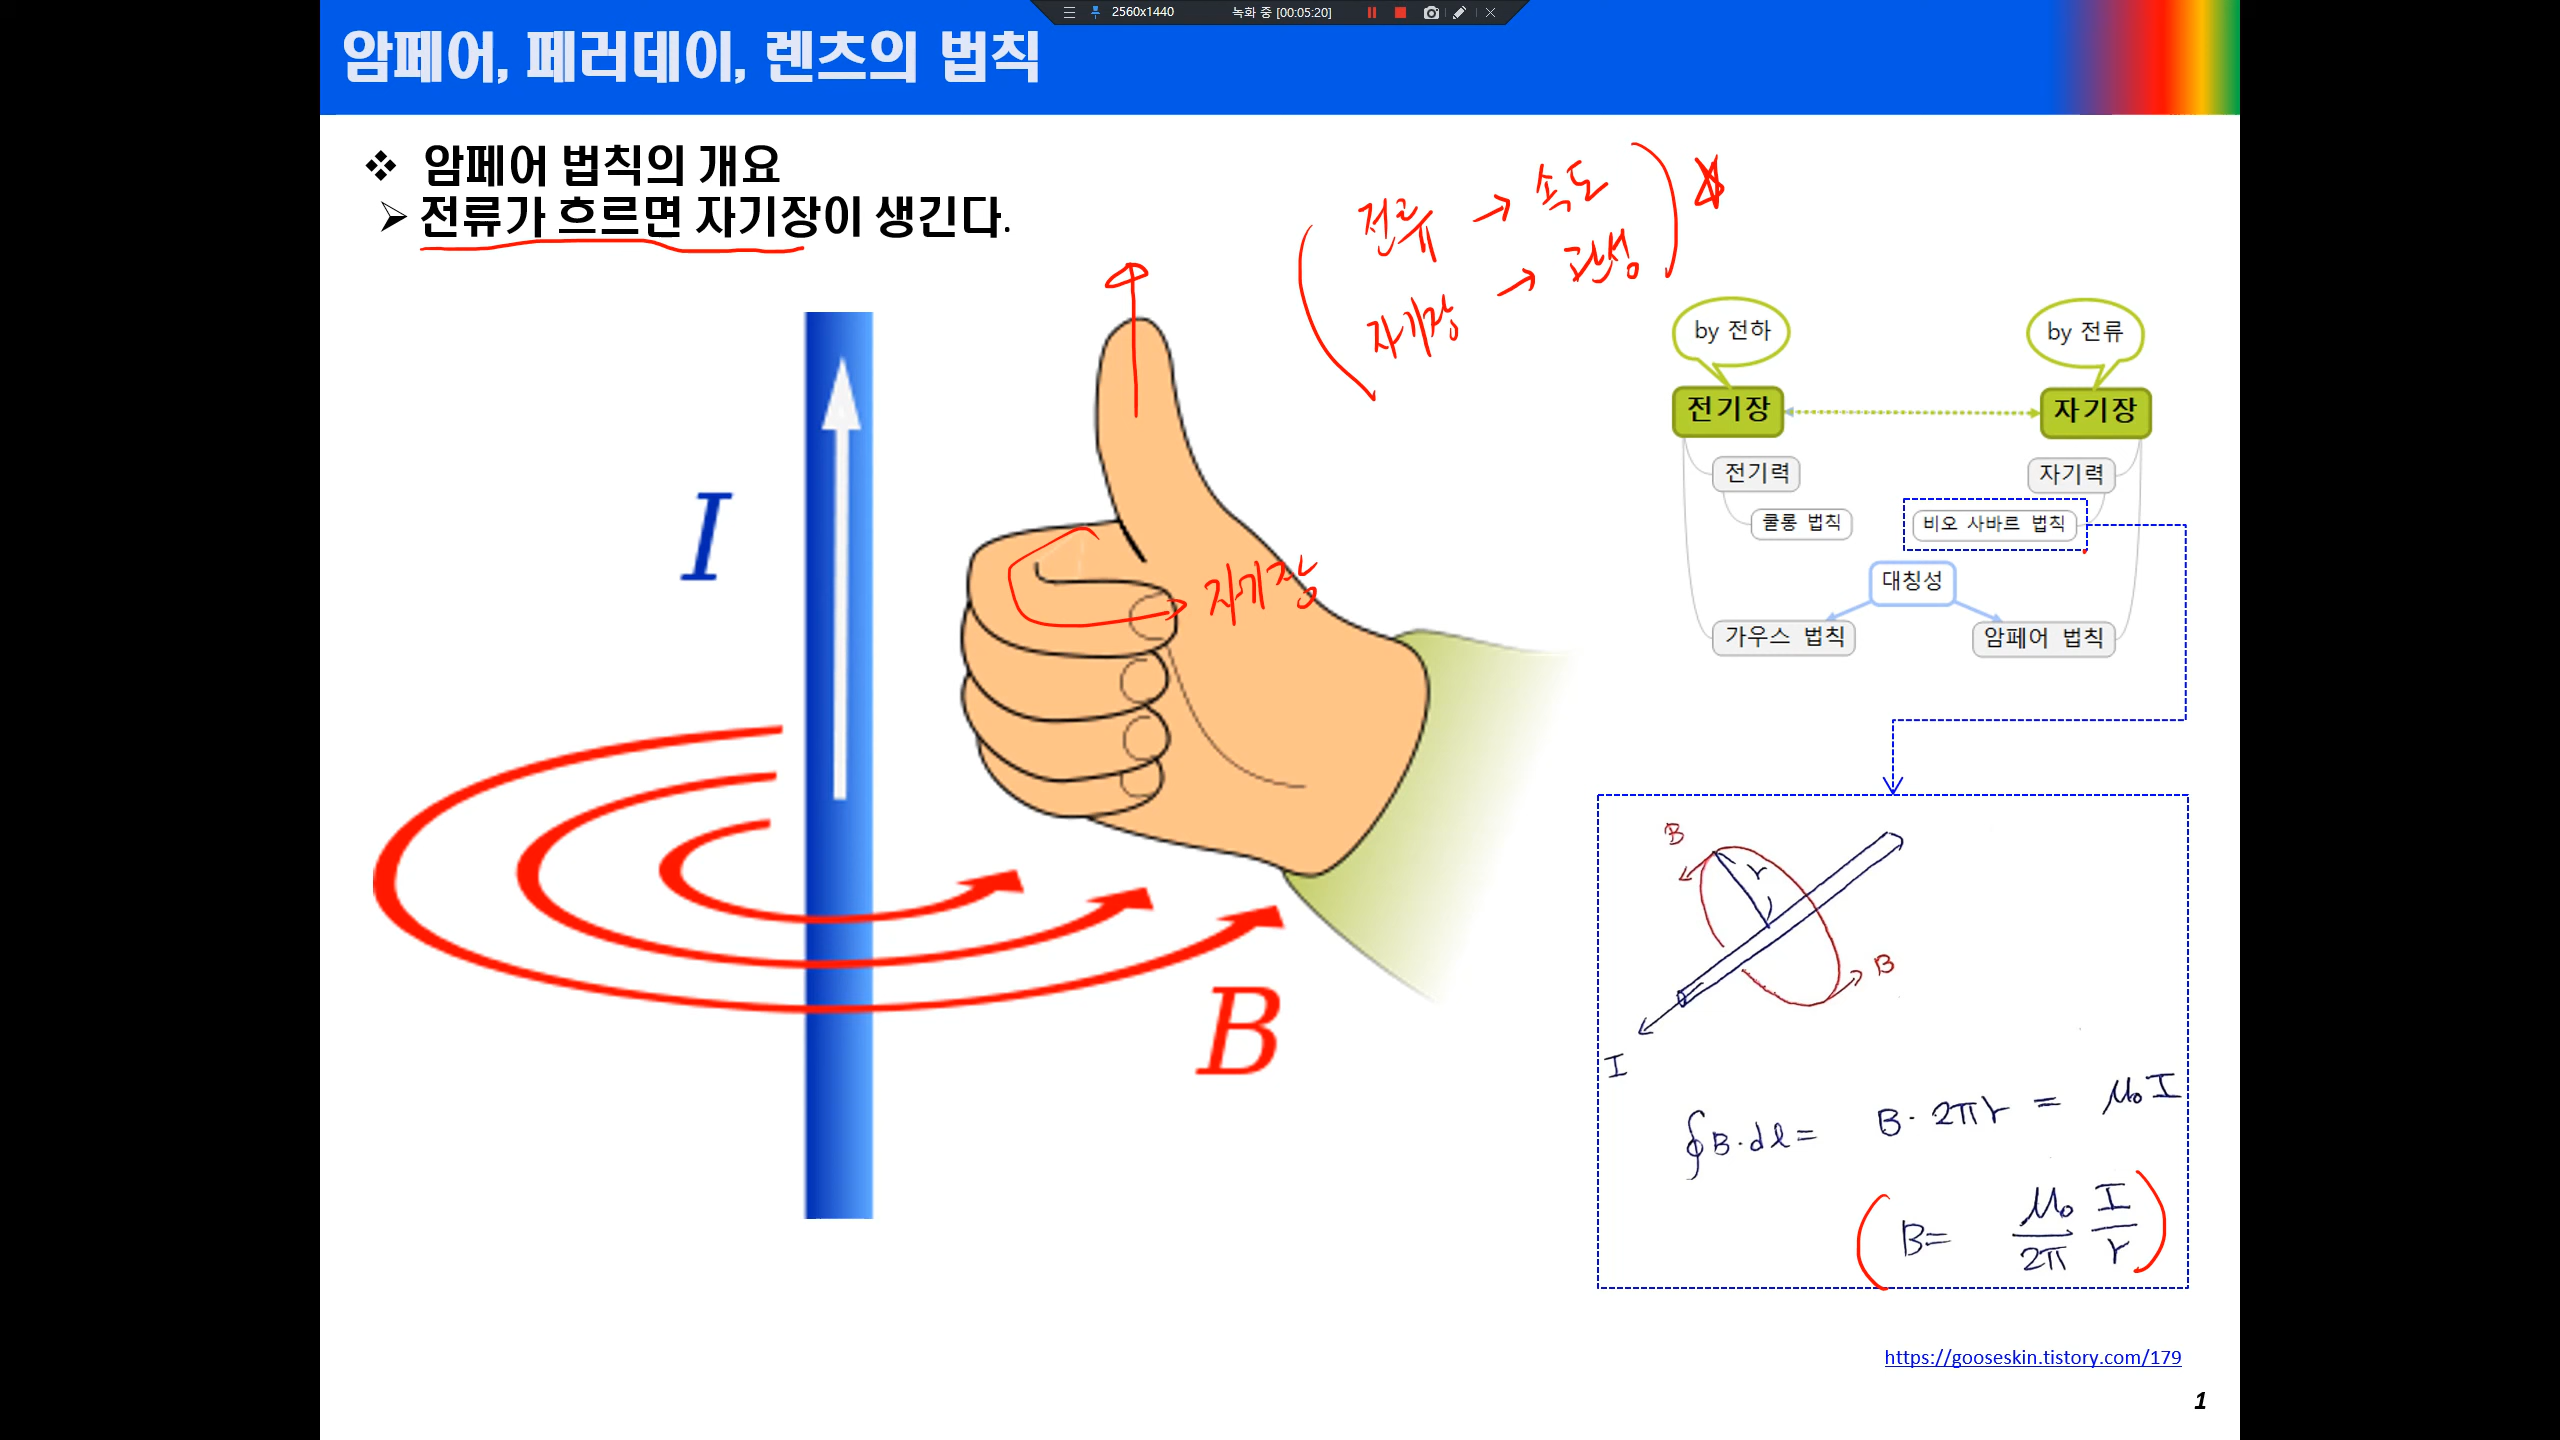 2560x1440 녹화 중 [00:05:20]
암페어, 페러데이, 렌츠의 법칙
❖ 암페어 법칙의 개요
➢ 전류가 흐르면 자기장이 생긴다.
전류 → 속도
자기장 → 관성
by 전하
by 전류
전기장
자기장
전기력
자기력
쿨롱 법칙
비오 사바르 법칙
대칭성
가우스 법칙
암페어 법칙
I
자기장
B
B
r
B
I
∮B·dl = B·2πr = μ₀I
B= μ₀/2π I/r
https://gooseskin.tistory.com/179
1